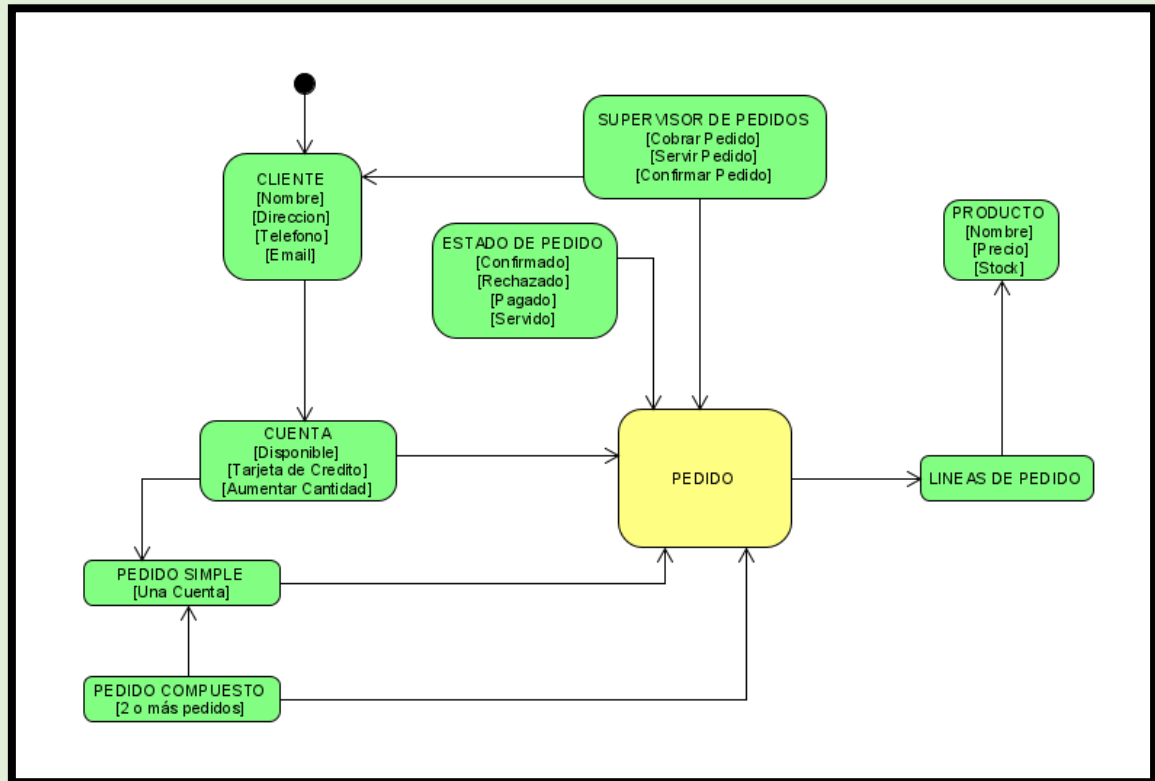 SUPERVISOR DE PEDIDOS
[Cobrar Pedido]
[Servir Pedido]
[Confirmar Pedido]
CLIENTE
[Nombre]
[Direccion]
[Telefono]
[Email]
ESTADO DE PEDIDO
[Confirmado]
[Rechazado]
[Pagado]
[Servido]
PRODUCTO
[Nombre]
[Precio]
[Stock]
CUENTA
[Disponible]
[Tarjeta de Credito]
[Aumentar Cantidad]
PEDIDO
LINEAS DE PEDIDO
PEDIDO SIMPLE
[Una Cuenta]
PEDIDO COMPUESTO
[2 o más pedidos]